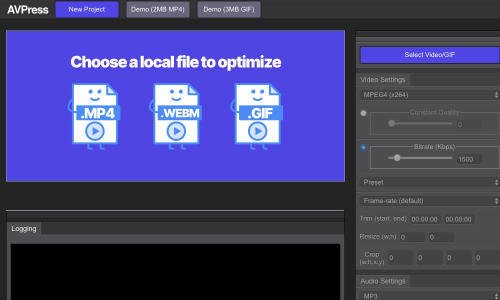 AVPress
New Project
Demo (2MB MP4)
Demo (3MB GIF)
Choose a local file to optimize
.MP4
.WEBM
.GIF
Logging
Select Video/GIF
Video Settings
MPEG4 (x264)
Constant Quality
0
Bitrate (Kbps)
1500
Preset
Frame-rate (default)
Trim (start, end) 00:00:00 00:00:00
Resize (w,h) 0 0
Crop
(w,h,x,y) 0 0 0 0
Audio Settings
MP3